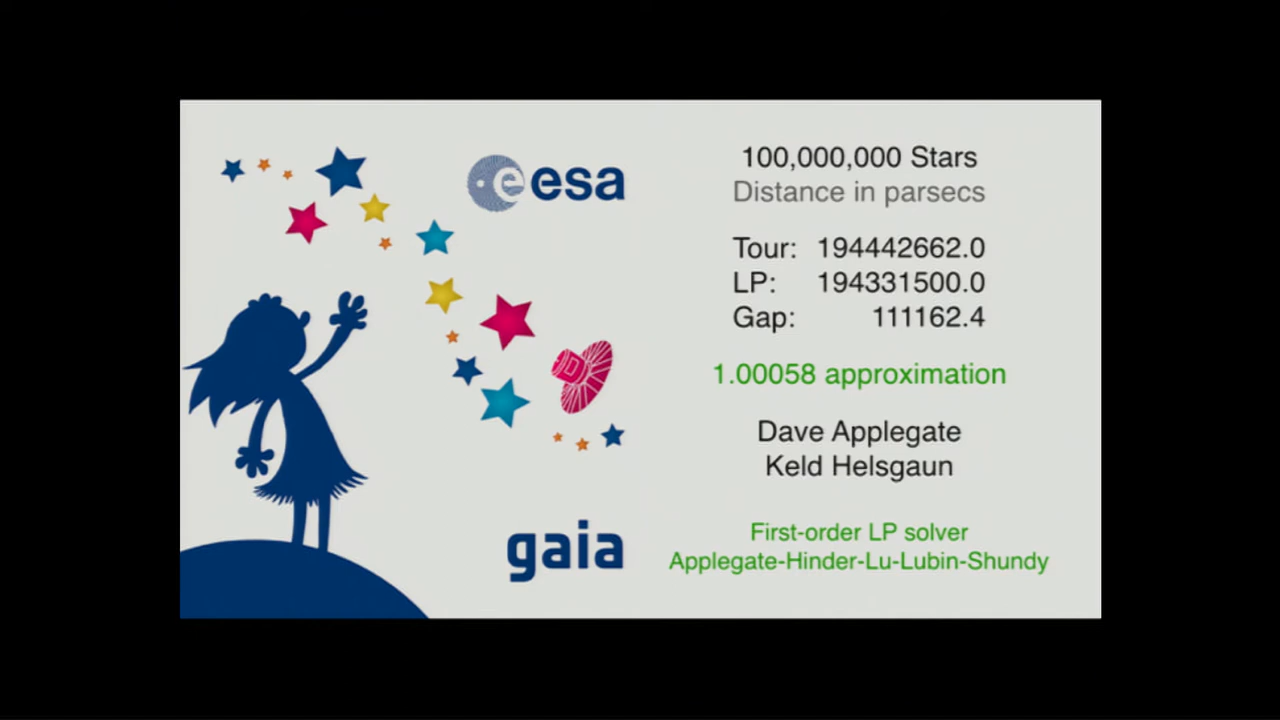 esa
gaia
100,000,000 Stars
Distance in parsecs
Tour: 194442662.0
LP: 194331500.0
Gap: 111162.4
1.00058 approximation
Dave Applegate
Keld Helsgaun
First-order LP solver
Applegate-Hinder-Lu-Lubin-Shundy